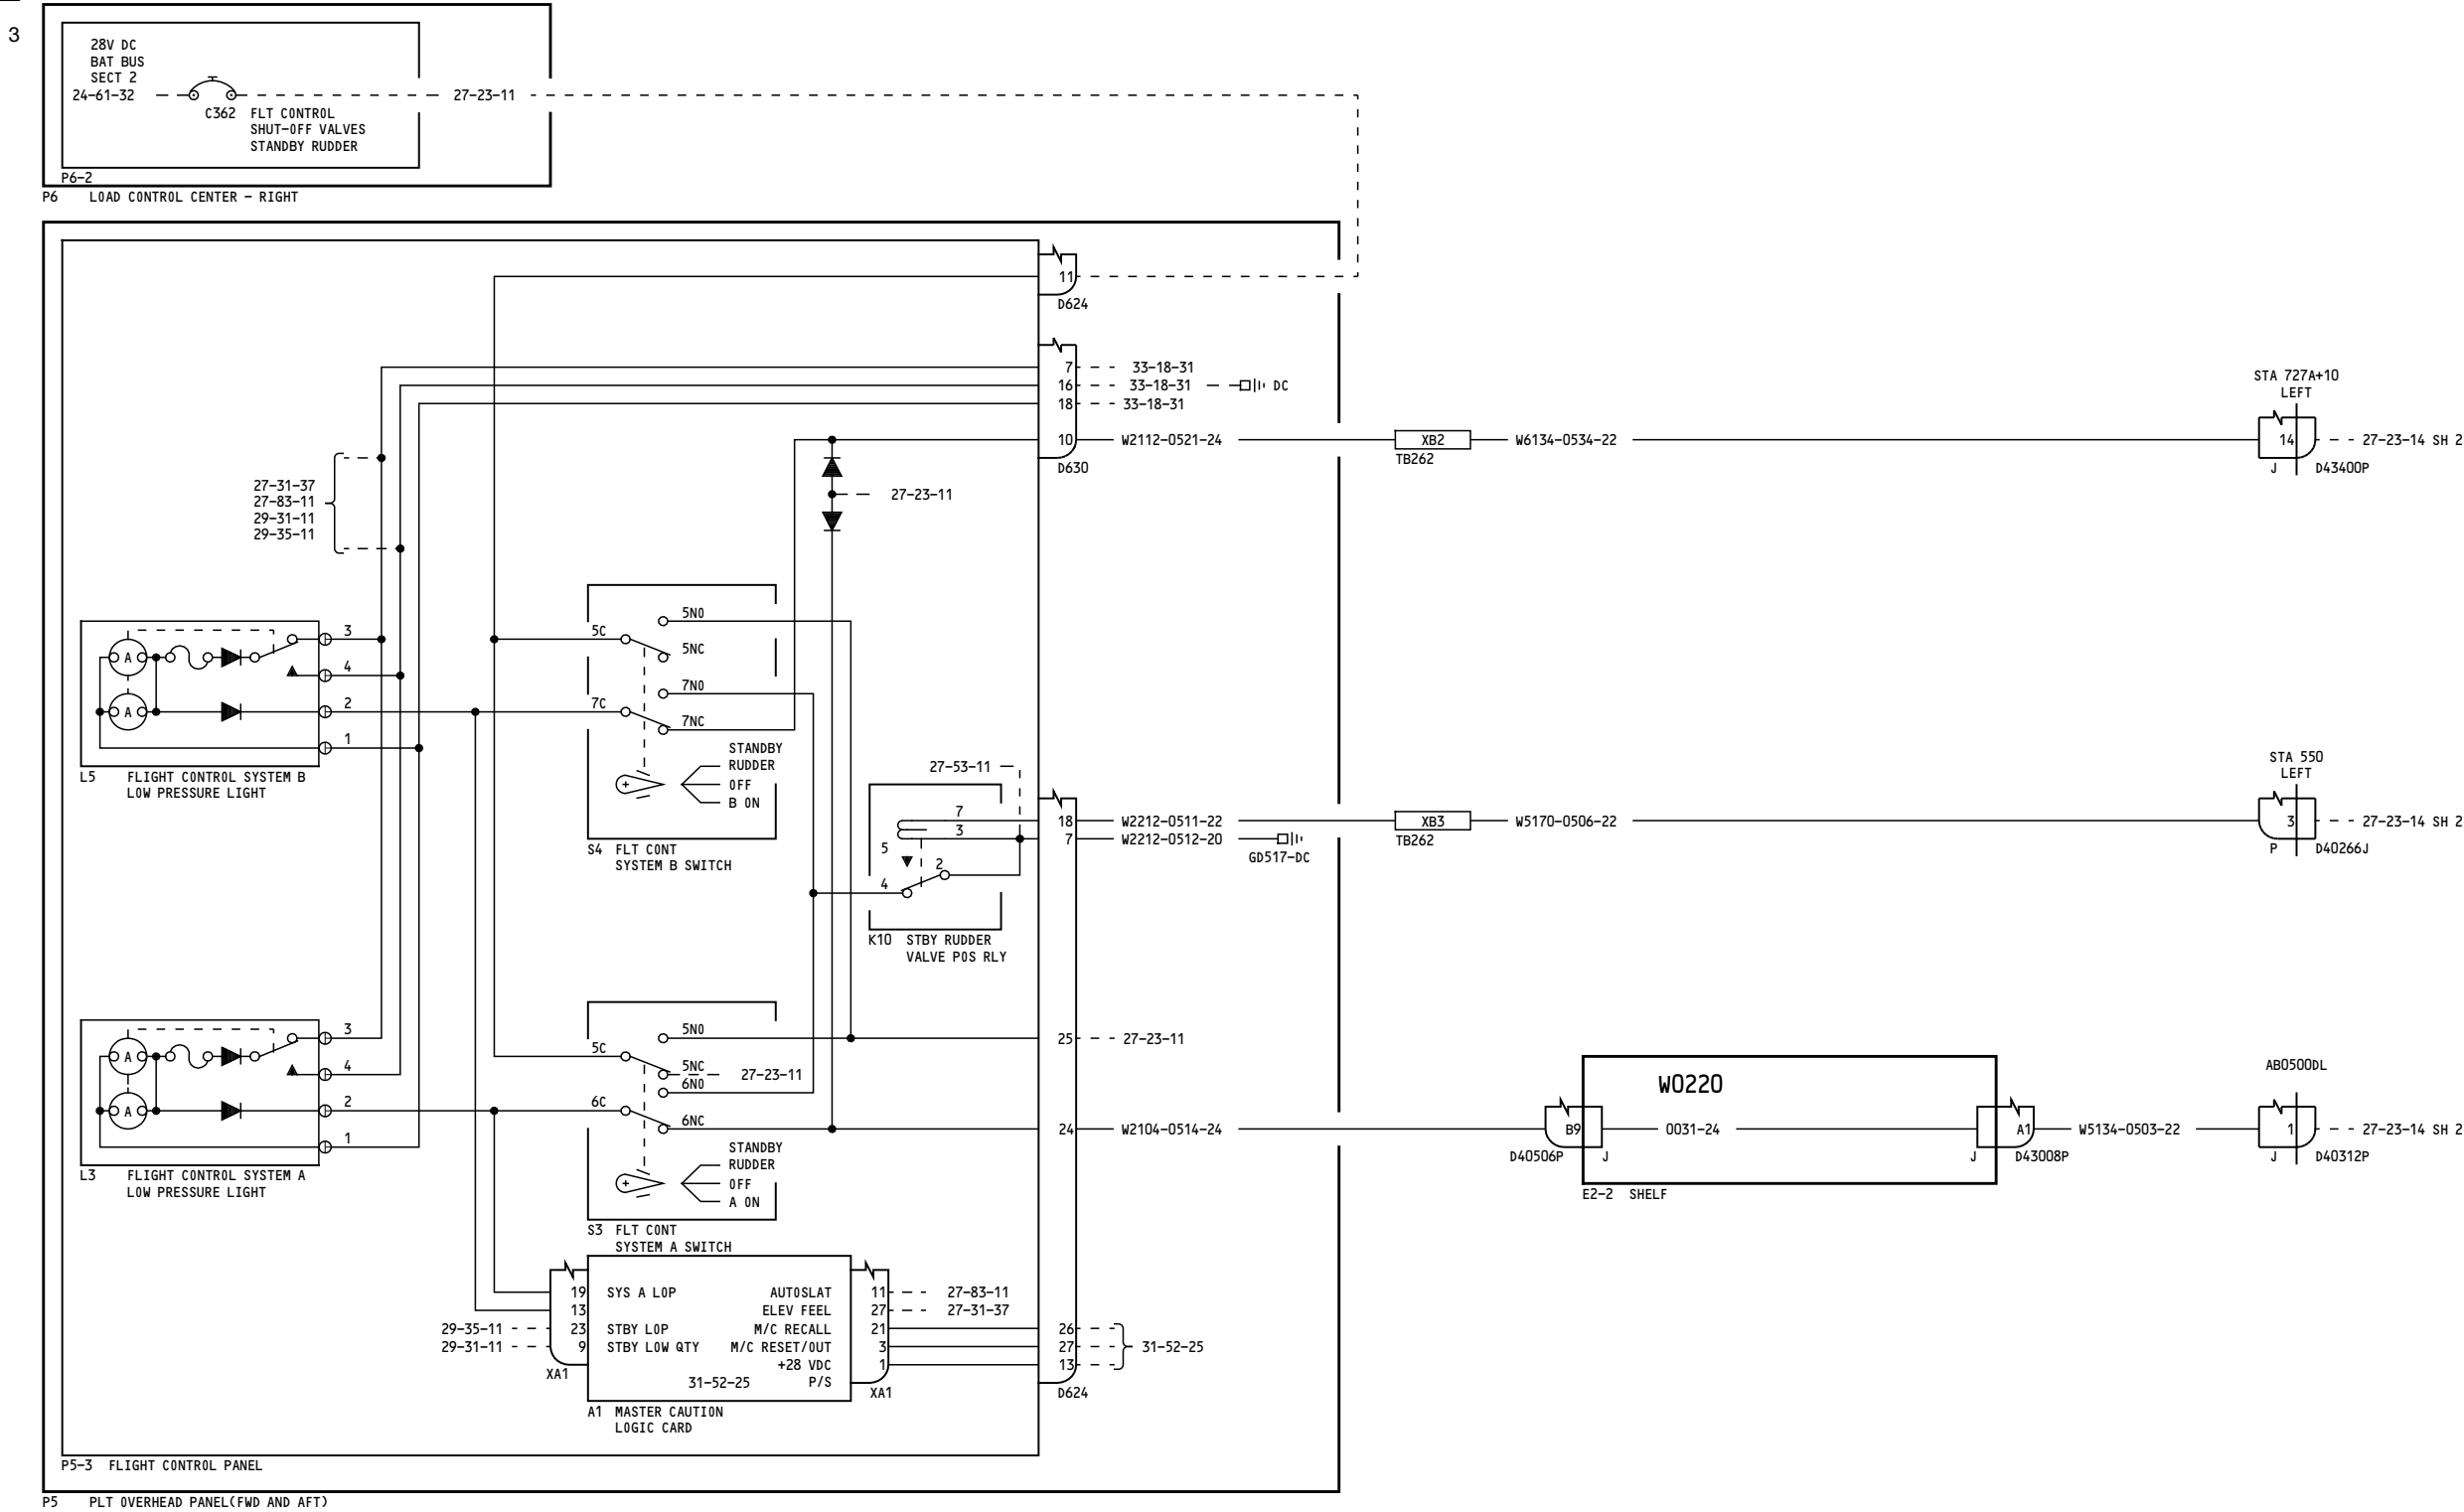 3
28V DC
BAT BUS
SECT 2
24-61-32
27-23-11
C362 FLT CONTROL
SHUT-OFF VALVES
STANDBY RUDDER
P6-2
P6 LOAD CONTROL CENTER - RIGHT
11
D624
7 33-18-31
16 33-18-31 DC
18 33-18-31
10 W2112-0521-24 XB2 W6134-0534-22
TB262
D630
STA 727A+10
LEFT
14 27-23-14 SH 2
J D43400P
27-31-37
27-83-11
29-31-11
29-35-11
27-23-11
A
A
3
4
2
1
L5 FLIGHT CONTROL SYSTEM B
LOW PRESSURE LIGHT
5NO
5C
5NC
7NO
7C
7NC
STANDBY
RUDDER
OFF
B ON
S4 FLT CONT
SYSTEM B SWITCH
27-53-11
7
3
5
2
4
K10 STBY RUDDER
VALVE POS RLY
18 W2212-0511-22 XB3 W5170-0506-22
7 W2212-0512-20
TB262
GD517-DC
STA 550
LEFT
3 27-23-14 SH 2
P D40266J
A
A
3
4
2
1
L3 FLIGHT CONTROL SYSTEM A
LOW PRESSURE LIGHT
5NO
5C
5NC 27-23-11
6NO
6C
6NC
STANDBY
RUDDER
OFF
A ON
S3 FLT CONT
SYSTEM A SWITCH
25 27-23-11
24 W2104-0514-24
W0220
B9 0031-24 A1 W5134-0503-22
D40506P J J D43008P
E2-2 SHELF
AB0500DL
1 27-23-14 SH 2
J D40312P
19 SYS A LOP AUTOSLAT 11 27-83-11
13 ELEV FEEL 27 27-31-37
29-35-11 23 STBY LOP M/C RECALL 21 26
29-31-11 9 STBY LOW QTY M/C RESET/OUT 3 27 31-52-25
+28 VDC 1 13
XA1 31-52-25 P/S XA1 D624
A1 MASTER CAUTION
LOGIC CARD
P5-3 FLIGHT CONTROL PANEL
P5 PLT OVERHEAD PANEL(FWD AND AFT)